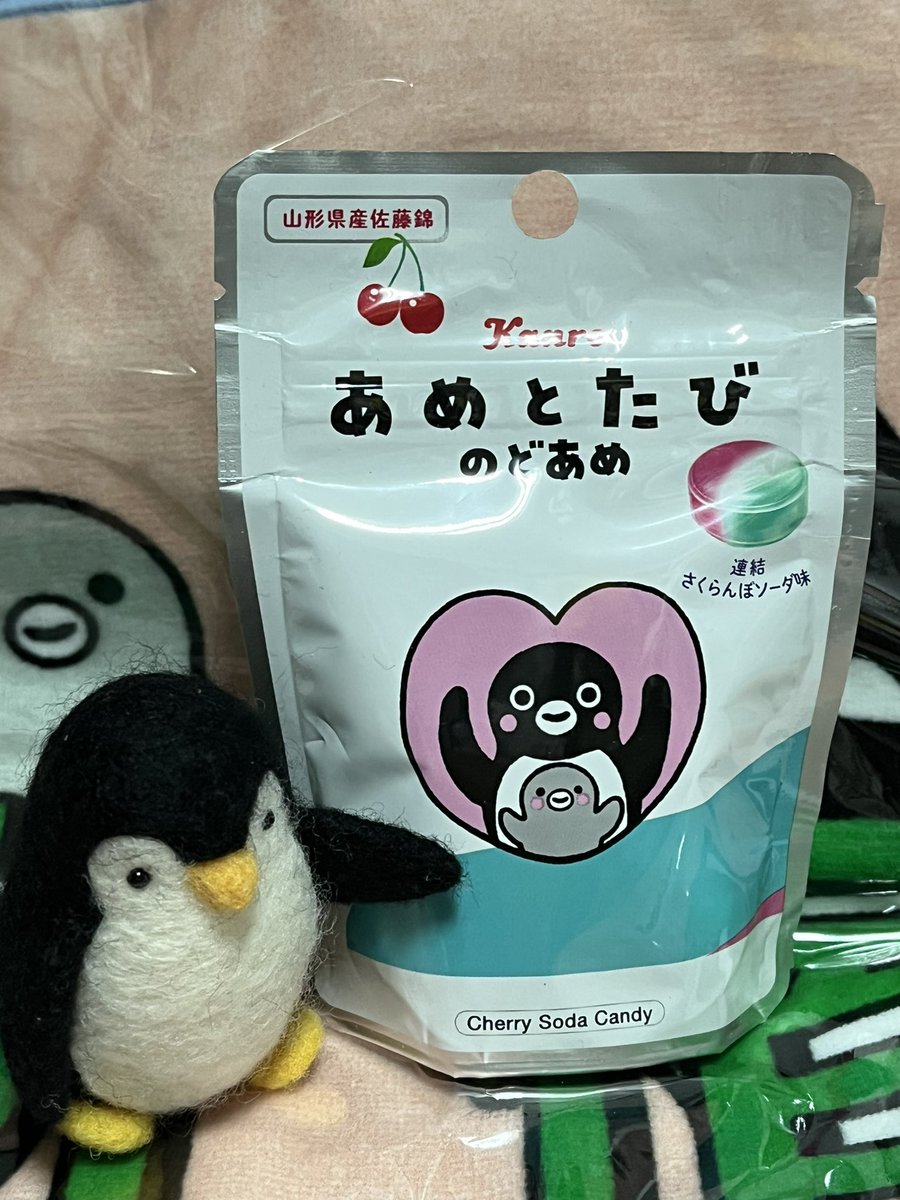 山形県産佐藤錦
Kanro
あめとたび
のどあめ
連結
さくらんぼソーダ味
Cherry Soda Candy